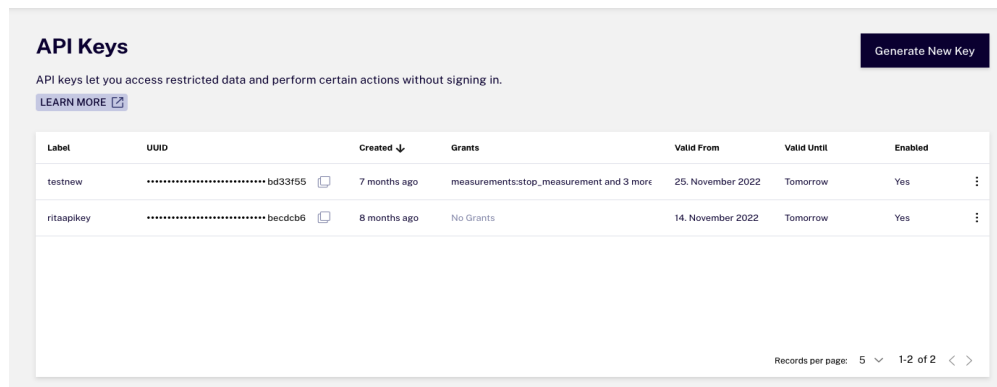 API Keys
Generate New Key
API keys let you access restricted data and perform certain actions without signing in.
LEARN MORE
Label UUID Created Grants Valid From Valid Until Enabled
testnew ••••••••••••••••••••••••••••bd33f55 7 months ago measurements:stop_measurement and 3 more 25. November 2022 Tomorrow Yes
ritaapikey ••••••••••••••••••••••••••••becdcb6 8 months ago No Grants 14. November 2022 Tomorrow Yes
Records per page: 5 1-2 of 2